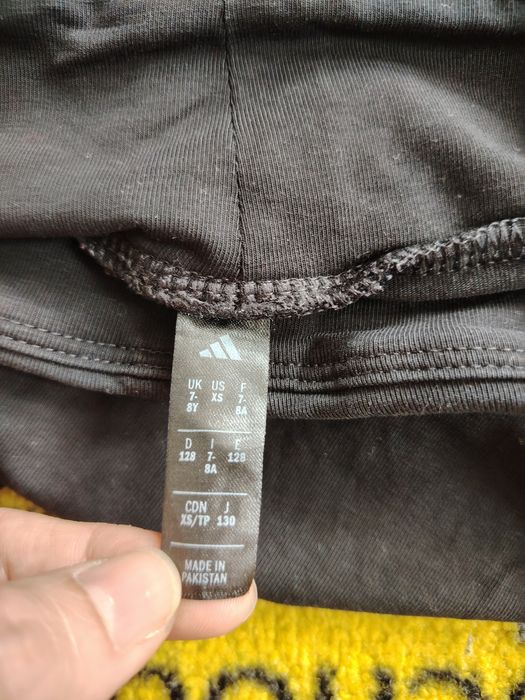 UK US F
7- XS 7-
8Y 8A
D I E
128 7- 128
8A
CDN J
XS/TP 130
MADE IN
PAKISTAN